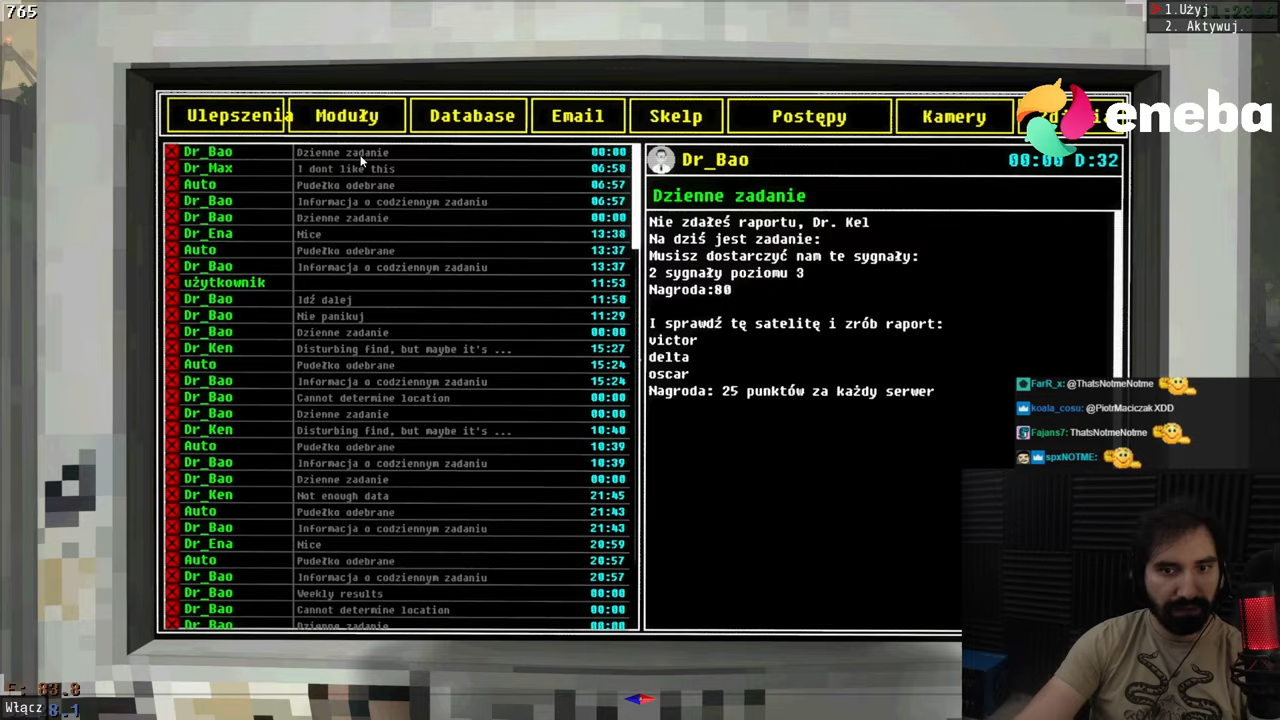 765
1.Użyj
2. Aktywuj.
eneba
Ulepszenia Moduły Database Email Sklep Postępy Kamery
Dr_Bao Dzienne zadanie 00:00
Dr_Max I dont like this 06:58
Auto Pudełko odebrane 06:57
Dr_Bao Informacja o codziennym zadaniu 06:57
Dr_Bao Dzienne zadanie 00:00
Dr_Ena Nice 13:38
Auto Pudełko odebrane 13:37
Dr_Bao Informacja o codziennym zadaniu 13:37
użytkownik 11:53
Dr_Bao Idź dalej 11:50
Dr_Bao Nie panikuj 11:29
Dr_Bao Dzienne zadanie 00:00
Dr_Ken Disturbing find, but maybe it's ... 15:27
Auto Pudełko odebrane 15:24
Dr_Bao Informacja o codziennym zadaniu 15:24
Dr_Bao Cannot determine location 00:00
Dr_Bao Dzienne zadanie 00:00
Dr_Ken Disturbing find, but maybe it's ... 10:40
Auto Pudełko odebrane 10:39
Dr_Bao Informacja o codziennym zadaniu 10:39
Dr_Bao Dzienne zadanie 00:00
Dr_Ken Not enough data 21:45
Auto Pudełko odebrane 21:43
Dr_Bao Informacja o codziennym zadaniu 21:43
Dr_Ena Nice 20:59
Auto Pudełko odebrane 20:57
Dr_Bao Informacja o codziennym zadaniu 20:57
Dr_Bao Weekly results 00:00
Dr_Bao Cannot determine location 00:00
Dr_Bao Dzienne zadanie 00:00
Dr_Bao 00:00 D:32
Dzienne zadanie
Nie zdałeś raportu, Dr. Kel
Na dziś jest zadanie:
Musisz dostarczyć nam te sygnały:
2 sygnały poziomu 3
Nagroda:80
I sprawdź tę satelitę i zrób raport:
victor
delta
oscar
Nagroda: 25 punktów za każdy serwer
FarR_x: @ThatsNotmeNotme
koala_cosu: @PiotrMaciczak XDD
Fajans7: ThatsNotmeNotme
spxNOTME:
Włącz